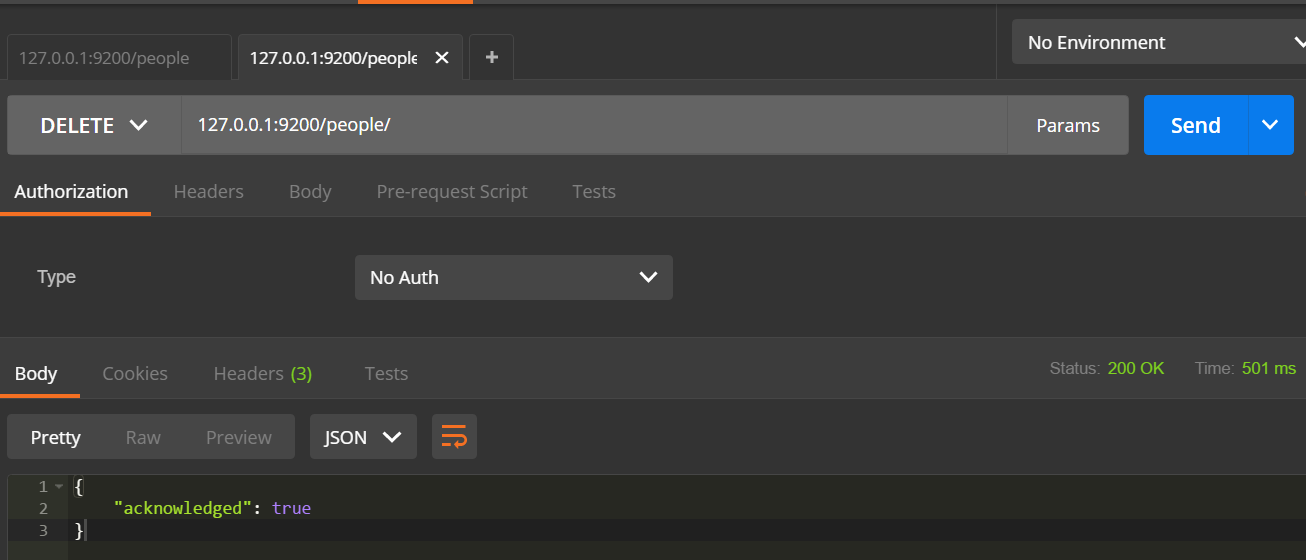 127.0.0.1:9200/people
127.0.0.1:9200/people
No Environment
DELETE
127.0.0.1:9200/people/
Params
Send
Authorization Headers Body Pre-request Script Tests
Type
No Auth
Body Cookies Headers (3) Tests
Status: 200 OK Time: 501 ms
Pretty Raw Preview
JSON
1 {
2 "acknowledged": true
3 }